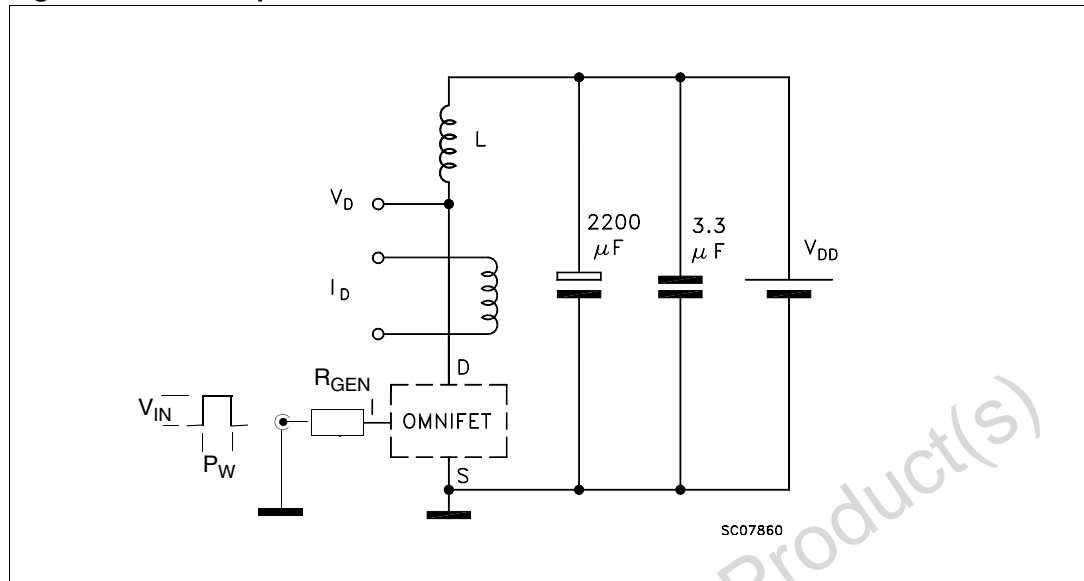 L
V_D
2200
µF
3.3
µF
V_DD
I_D
D
R_GEN
I
V_IN
OMNIFET
P_W
S
SC07860
Product(s)